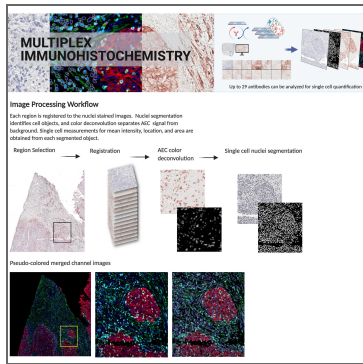 MULTIPLEX
IMMUNOHISTOCHEMISTRY
Up to 29 antibodies can be analyzed for single cell quantification
Image Processing Workflow
Each region is registered to the nuclei stained images. Nuclei segmentation
identifies cell objects, and color deconvolution separates AEC signal from
background. Single cell measurements for mean intensity, location, and area are
obtained from each segmented object.
Region Selection
Registration
AEC color
deconvolution
Single cell nuclei segmentation
Pseudo-colored merged channel images